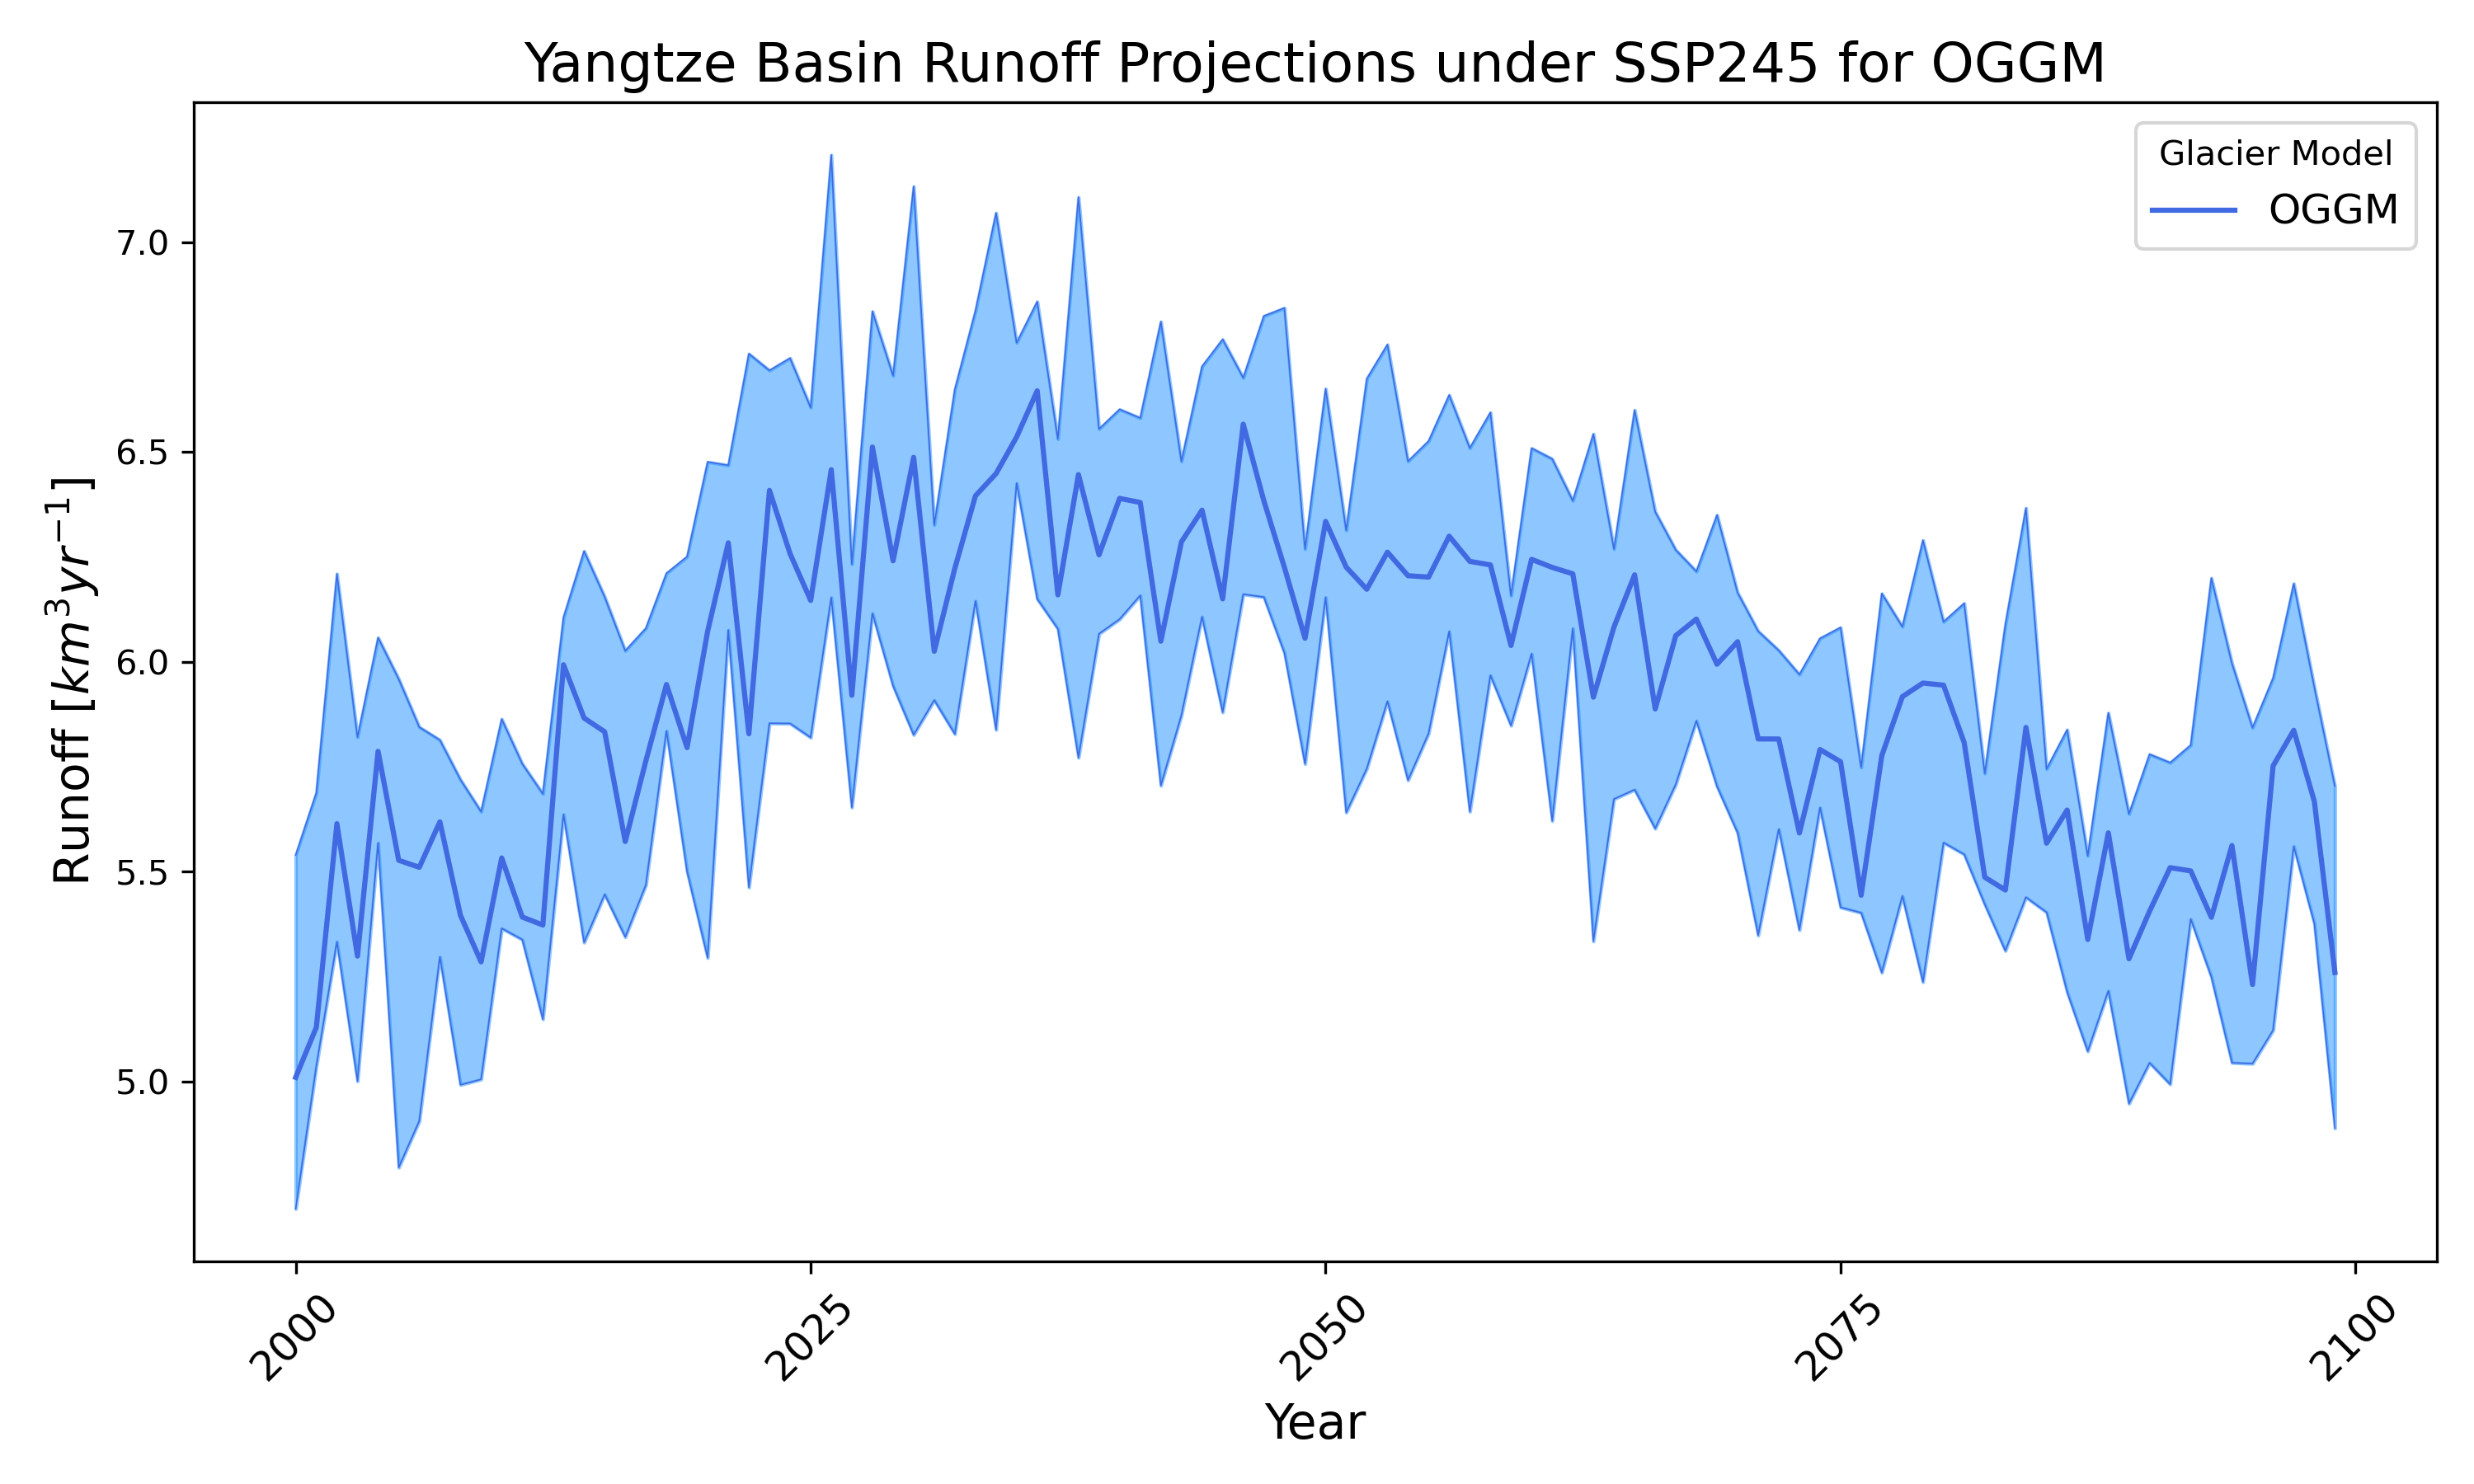 Yangtze Basin Runoff Projections under SSP245 for OGGM
Glacier Model
OGGM
Runoff [km³yr⁻¹]
7.0
6.5
6.0
5.5
5.0
2000
2025
2050
2075
2100
Year